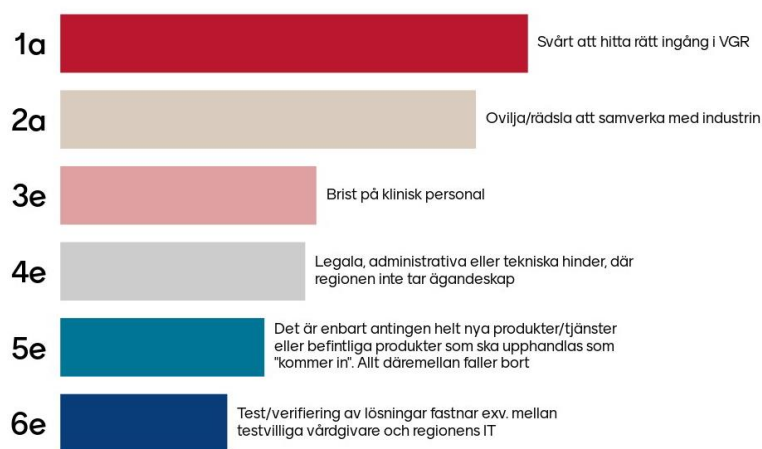 1a
Svårt att hitta rätt ingång i VGR
2a
Ovilja/rädsla att samverka med industrin
3e
Brist på klinisk personal
4e
Legala, administrativa eller tekniska hinder, där
regionen inte tar ägandeskap
5e
Det är enbart antingen helt nya produkter/tjänster
eller befintliga produkter som ska upphandlas som
"kommer in". Allt däremellan faller bort
6e
Test/verifiering av lösningar fastnar exv. mellan
testvilliga vårdgivare och regionens IT